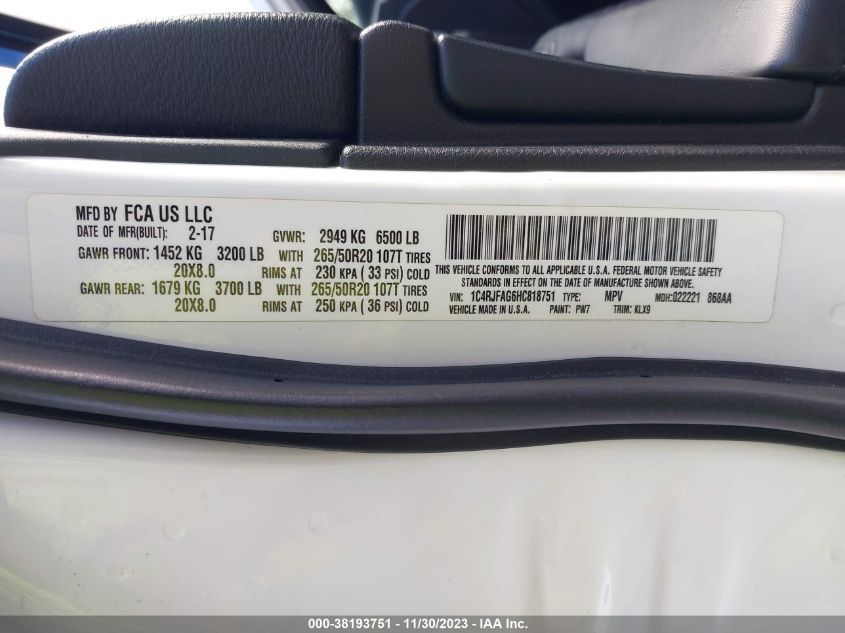 MFD BY FCA US LLC
DATE OF MFR(BUILT): 2-17 GVWR: 2949 KG 6500 LB
GAWR FRONT: 1452 KG 3200 LB WITH 265/50R20 107T TIRES
20X8.0 RIMS AT 230 KPA ( 33 PSI) COLD
GAWR REAR: 1679 KG 3700 LB WITH 265/50R20 107T TIRES
20X8.0 RIMS AT 250 KPA ( 36 PSI) COLD
THIS VEHICLE CONFORMS TO ALL APPLICABLE U.S.A. FEDERAL MOTOR VEHICLE SAFETY
STANDARDS IN EFFECT ON THE DATE OF MANUFACTURE SHOWN ABOVE.
VIN: 1C4RJFAG6HC818751 TYPE: MPV MDH:022221 868AA
VEHICLE MADE IN U.S.A. PAINT: PW7 TRIM: KLX9
000-38193751 - 11/30/2023 - IAA Inc.